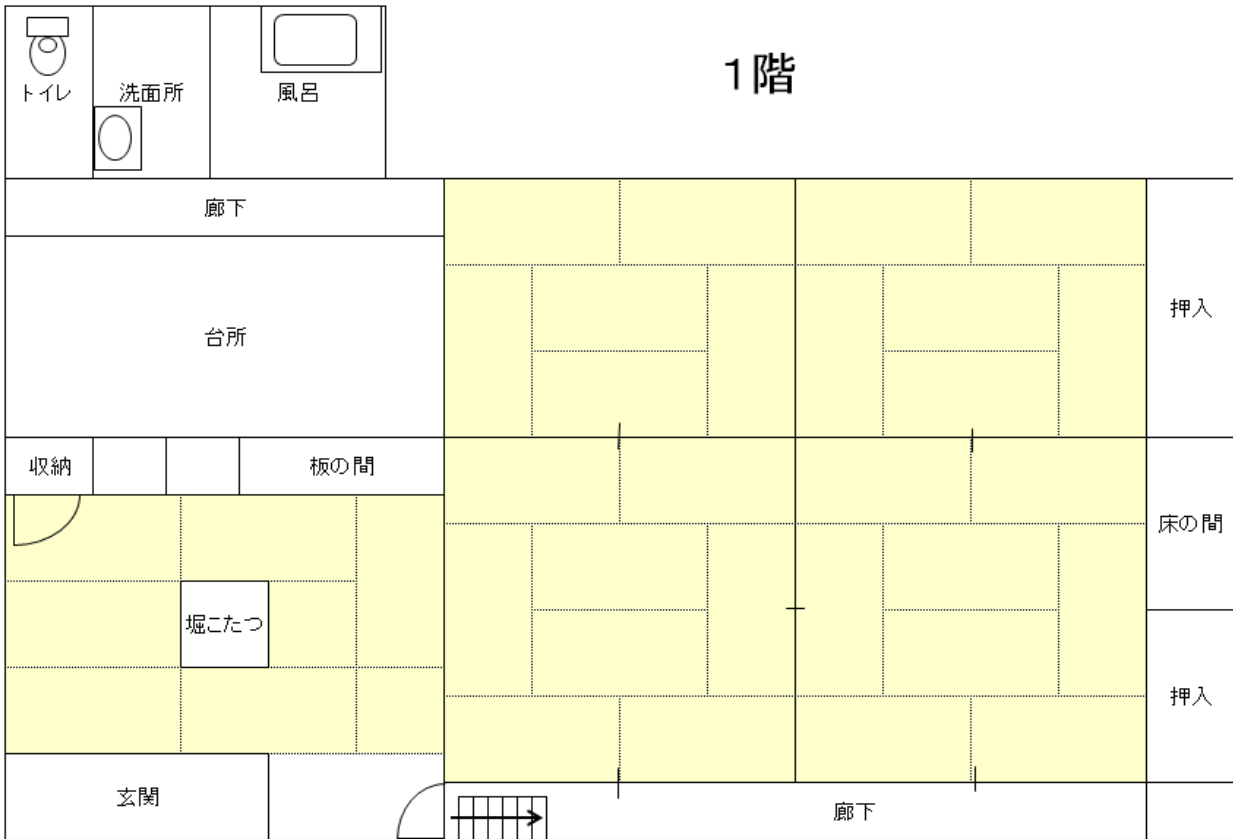 1階
トイレ
洗面所
風呂
廊下
台所
押入
収納
板の間
床の間
堀こたつ
押入
玄関
廊下